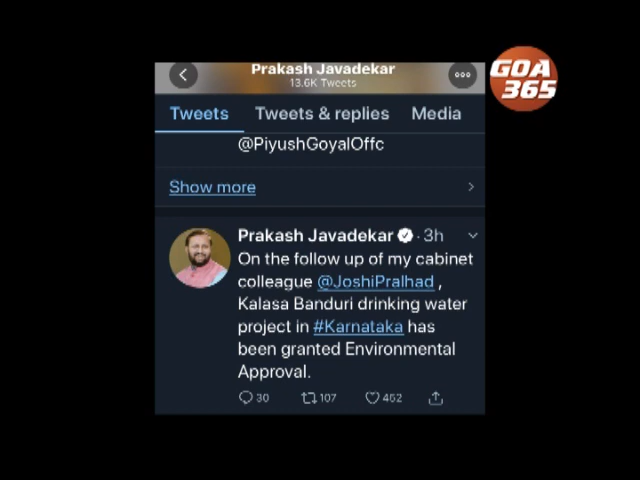 Prakash Javadekar
13.6K Tweets
GOA
365
Tweets Tweets & replies Media
@PiyushGoyalOffc
Show more
Prakash Javadekar · 3h
On the follow up of my cabinet
colleague @JoshiPralhad ,
Kalasa Banduri drinking water
project in #Karnataka has
been granted Environmental
Approval.
30 107 452